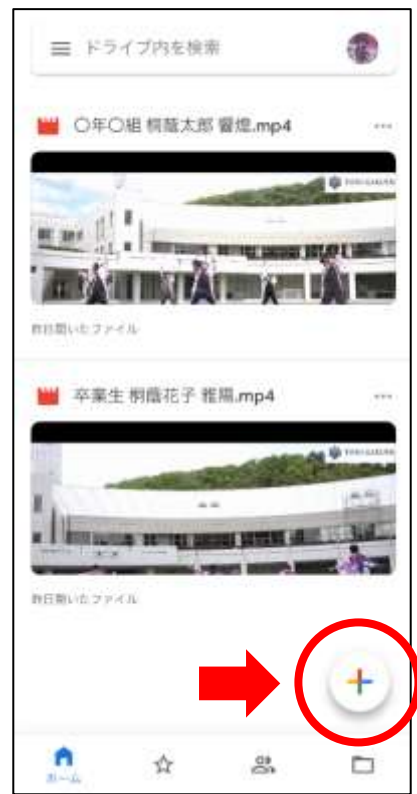 ドライブ内を検索
〇年〇組 桐蔭太郎 響煌.mp4
昨日開いたファイル
卒業生 桐蔭花子 雅陽.mp4
昨日開いたファイル
ホーム